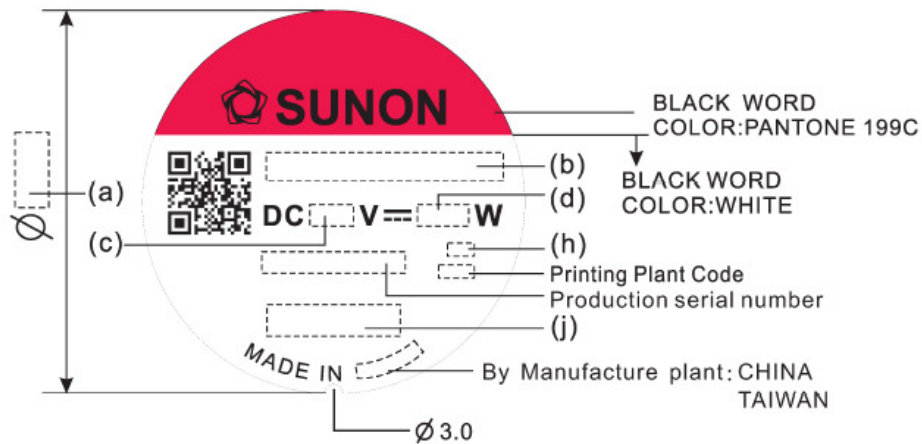 SUNON
BLACK WORD
COLOR:PANTONE 199C
(b)
BLACK WORD
COLOR:WHITE
(a)
Ø
DC V⎓ W
(d)
(c)
(h)
Printing Plant Code
Production serial number
(j)
MADE IN
By Manufacture plant: CHINA
TAIWAN
Ø 3.0